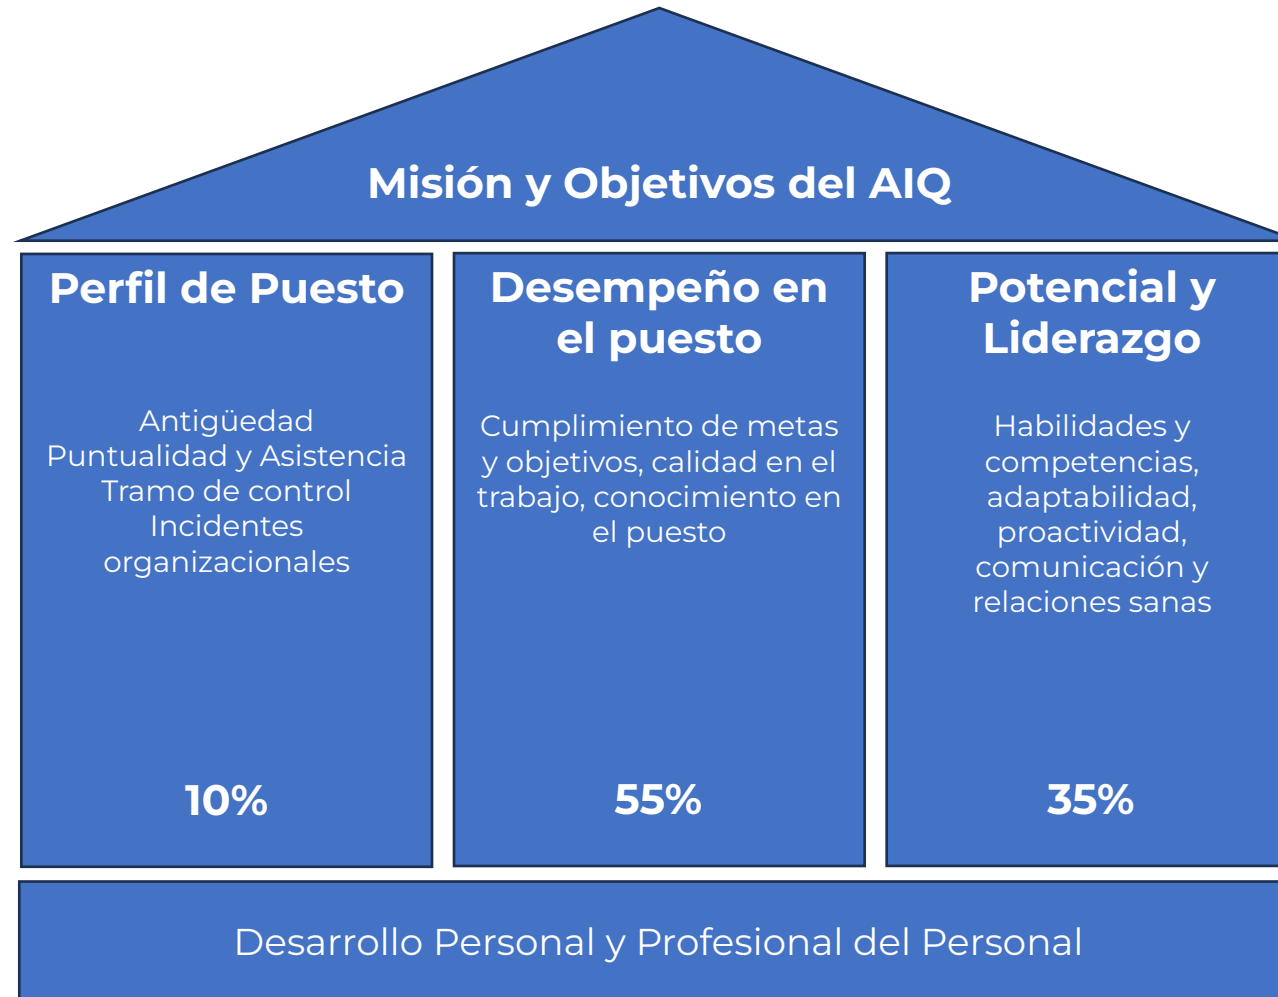 Misión y Objetivos del AIQ
Perfil de Puesto
Antigüedad
Puntualidad y Asistencia
Tramo de control
Incidentes
organizacionales
10%
Desempeño en
el puesto
Cumplimiento de metas
y objetivos, calidad en el
trabajo, conocimiento en
el puesto
55%
Potencial y
Liderazgo
Habilidades y
competencias,
adaptabilidad,
proactividad,
comunicación y
relaciones sanas
35%
Desarrollo Personal y Profesional del Personal